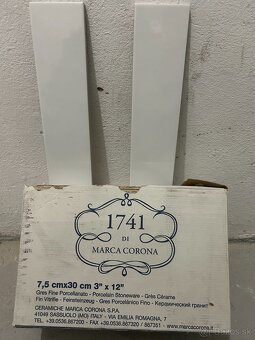 1741
DI
MARCA CORONA
7,5 cmx30 cm 3" x 12"
Gres Fine Porcellanato - Porcelain Stoneware - Grès Cérame
Fin Vitrifié - Feinsteinzeug - Gres Porcelánico Fino - Керамический гранит
CERAMICHE MARCA CORONA S.P.A.
41049 SASSUOLO (MO) ITALY - VIA EMILIA ROMAGNA, 7
www.marcacorona.it